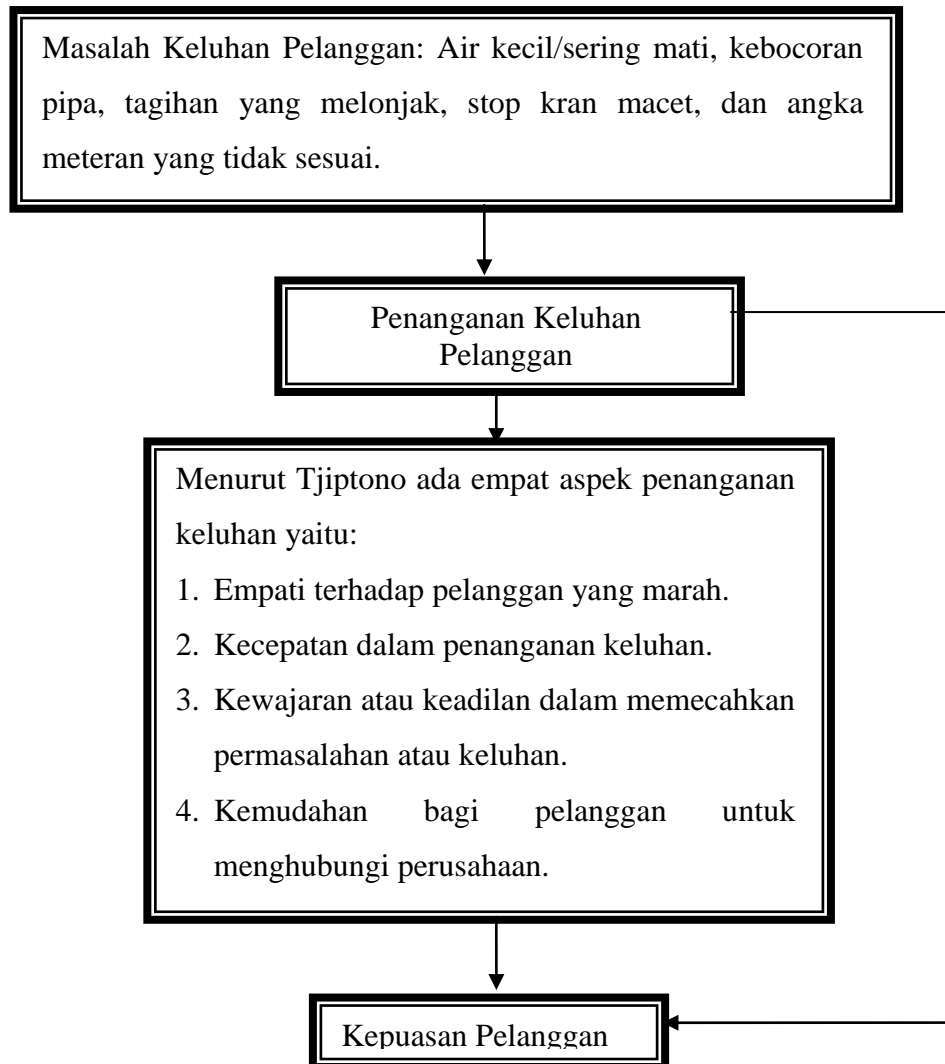 Masalah Keluhan Pelanggan: Air kecil/sering mati, kebocoran
pipa, tagihan yang melonjak, stop kran macet, dan angka
meteran yang tidak sesuai.
Penanganan Keluhan
Pelanggan
Menurut Tjiptono ada empat aspek penanganan
keluhan yaitu:
1. Empati terhadap pelanggan yang marah.
2. Kecepatan dalam penanganan keluhan.
3. Kewajaran atau keadilan dalam memecahkan
permasalahan atau keluhan.
4. Kemudahan bagi pelanggan untuk
menghubungi perusahaan.
Kepuasan Pelanggan